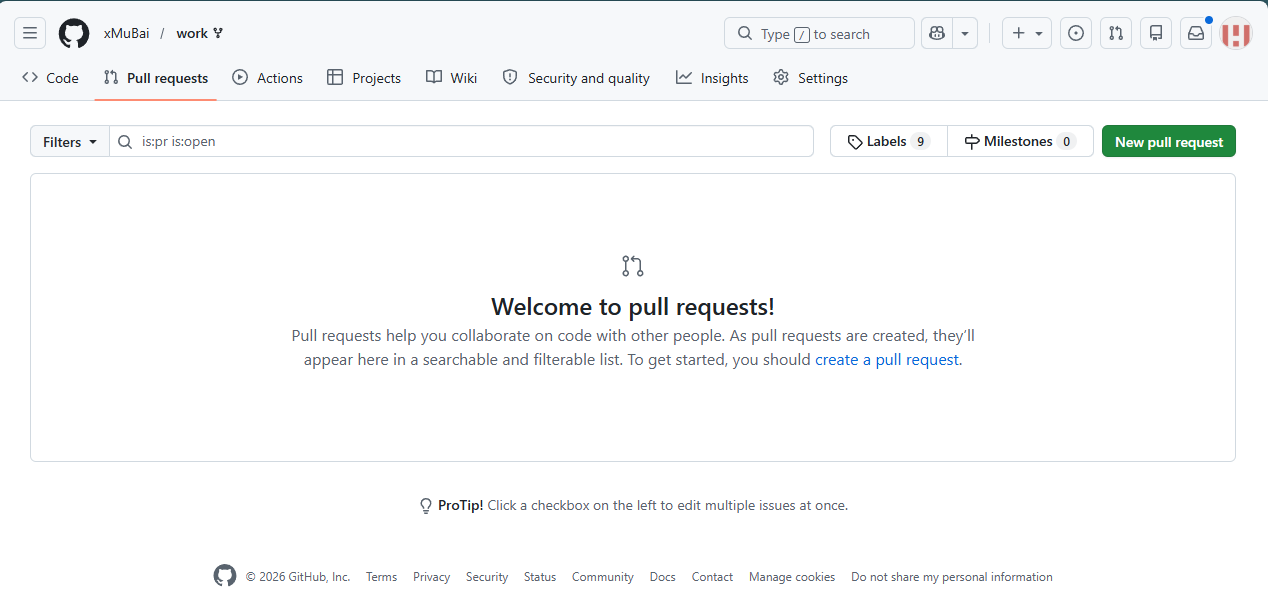 xMuBai / work Type / to search
Code Pull requests Actions Projects Wiki Security and quality Insights Settings
Filters is:pr is:open Labels 9 Milestones 0 New pull request
Welcome to pull requests!
Pull requests help you collaborate on code with other people. As pull requests are created, they’ll
appear here in a searchable and filterable list. To get started, you should create a pull request.
ProTip! Click a checkbox on the left to edit multiple issues at once.
© 2026 GitHub, Inc. Terms Privacy Security Status Community Docs Contact Manage cookies Do not share my personal information